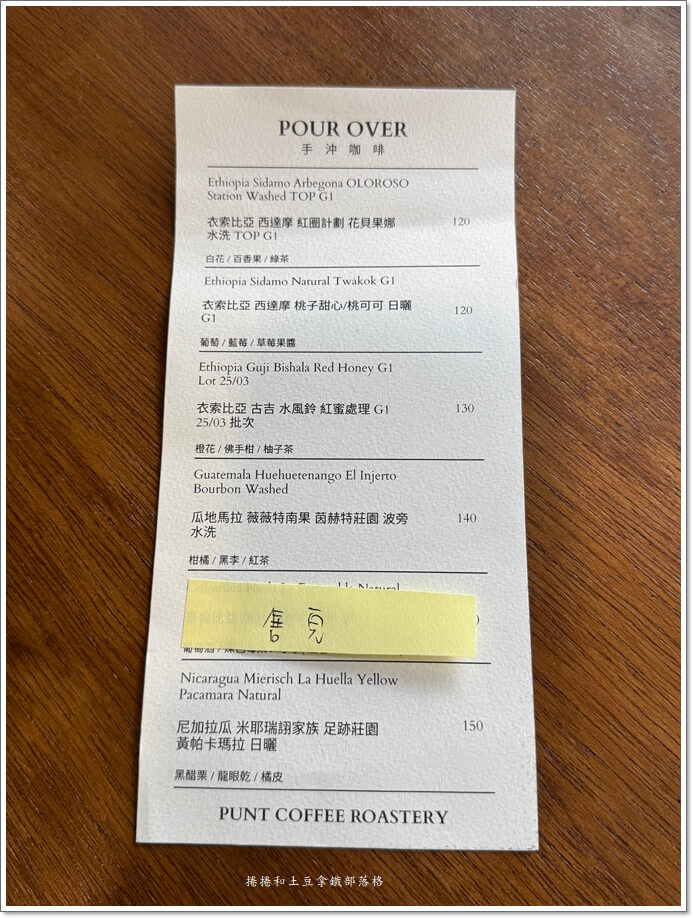 POUR OVER
手沖咖啡
Ethiopia Sidamo Arbegona OLOROSO
Station Washed TOP G1
衣索比亞 西達摩 紅圈計劃 花貝果娜
水洗 TOP G1
120
白花 / 百香果 / 綠茶
Ethiopia Sidamo Natural Twakok G1
衣索比亞 西達摩 桃子甜心/桃可可 日曬
G1
120
葡萄 / 藍莓 / 草莓果醬
Ethiopia Guji Bishala Red Honey G1
Lot 25/03
衣索比亞 古吉 水風鈴 紅蜜處理 G1
25/03 批次
130
橙花 / 佛手柑 / 柚子茶
Guatemala Huehuetenango El Injerto
Bourbon Washed
瓜地馬拉 薇薇特南果 茵赫特莊園 波旁
水洗
140
柑橘 / 黑李 / 紅茶
Natural
售完
Nicaragua Mierisch La Huella Yellow
Pacamara Natural
尼加拉瓜 米耶瑞詡家族 足跡莊園
黃帕卡瑪拉 日曬
150
黑醋栗 / 龍眼乾 / 橘皮
PUNT COFFEE ROASTERY
捲捲和土豆拿鐵部落格